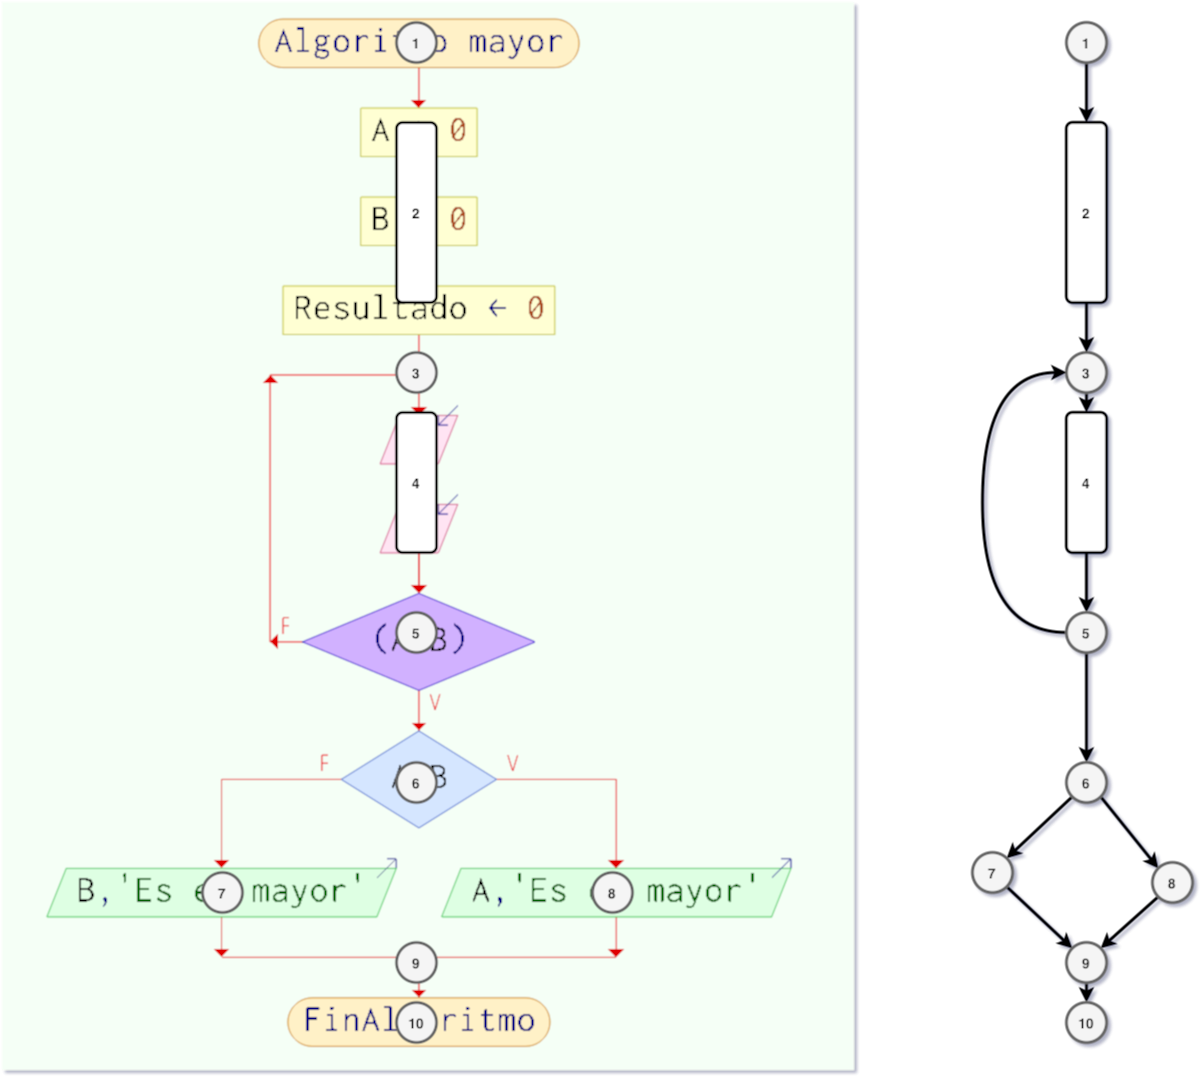 Algori 1 o mayor
1
A 0
2
B 0
2
Resultado ← 0
3
3
4
4
F
5
(A B)
5
V
F
V
6
B
6
7
B,'Es e 7 mayor'
A,'Es 8 mayor'
8
9
9
FinAl 10 ritmo
10